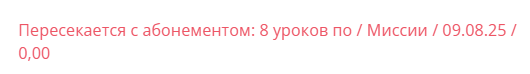 Пересекается с абонементом: 8 уроков по / Миссии / 09.08.25 /
0,00